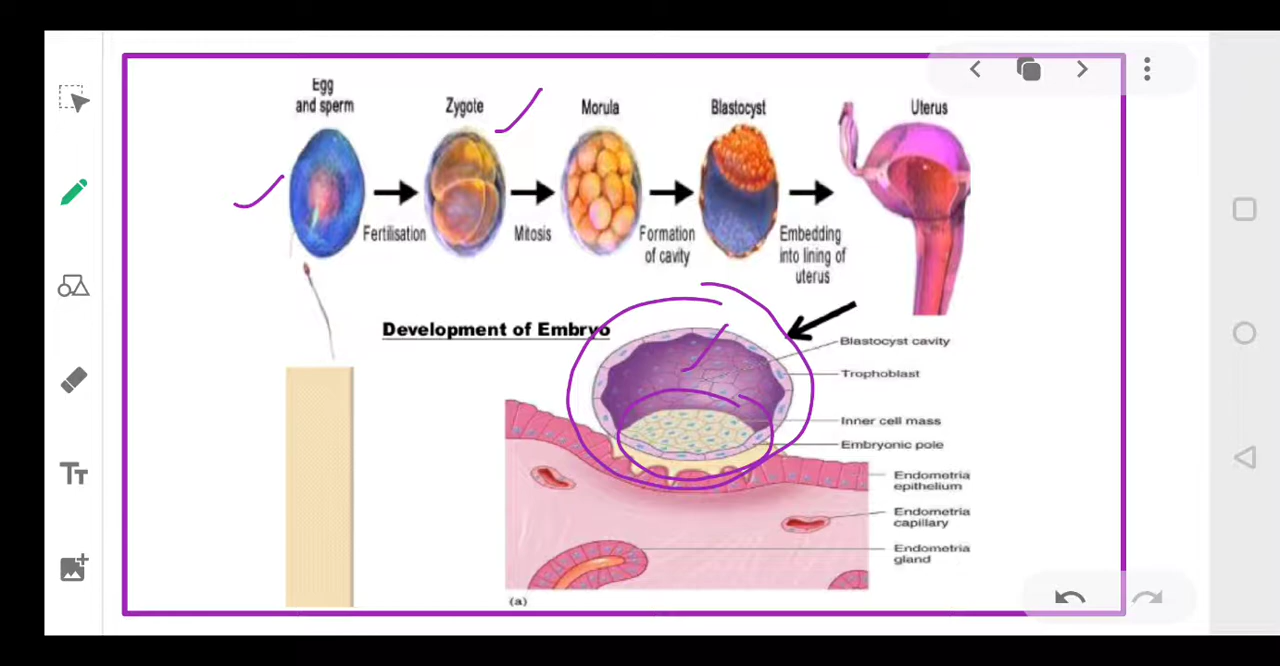 Egg
and sperm
Zygote
Morula
Blastocyst
Uterus
Fertilisation
Mitosis
Formation
of cavity
Embedding
into lining of
uterus
Development of Embryo
Blastocyst cavity
Trophoblast
Inner cell mass
Embryonic pole
Endometria
epithelium
Endometria
capillary
Endometria
gland
(a)
TT